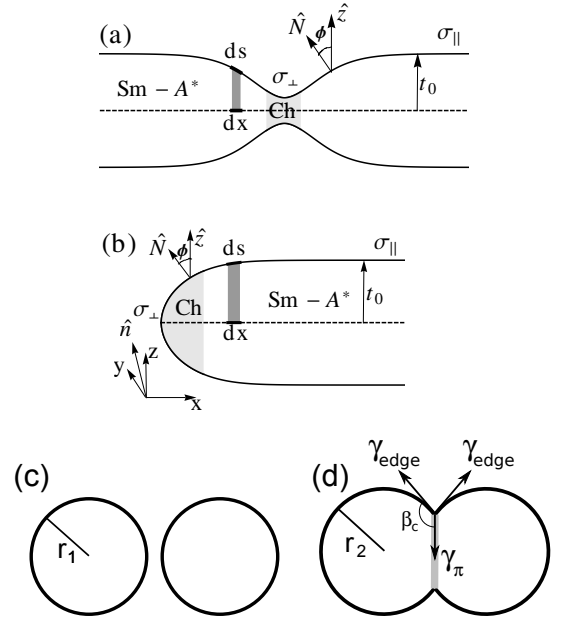 (a)
N̂ ϕ ẑ
σ∥
ds
σ⊥
Sm − A*
t₀
Ch
dx
(b)
N̂ ϕ ẑ
ds
σ∥
Ch
Sm − A*
t₀
σ⊥
n̂
dx
y z
x
(c)
(d)
γedge γedge
βc
r₁
r₂
γπ